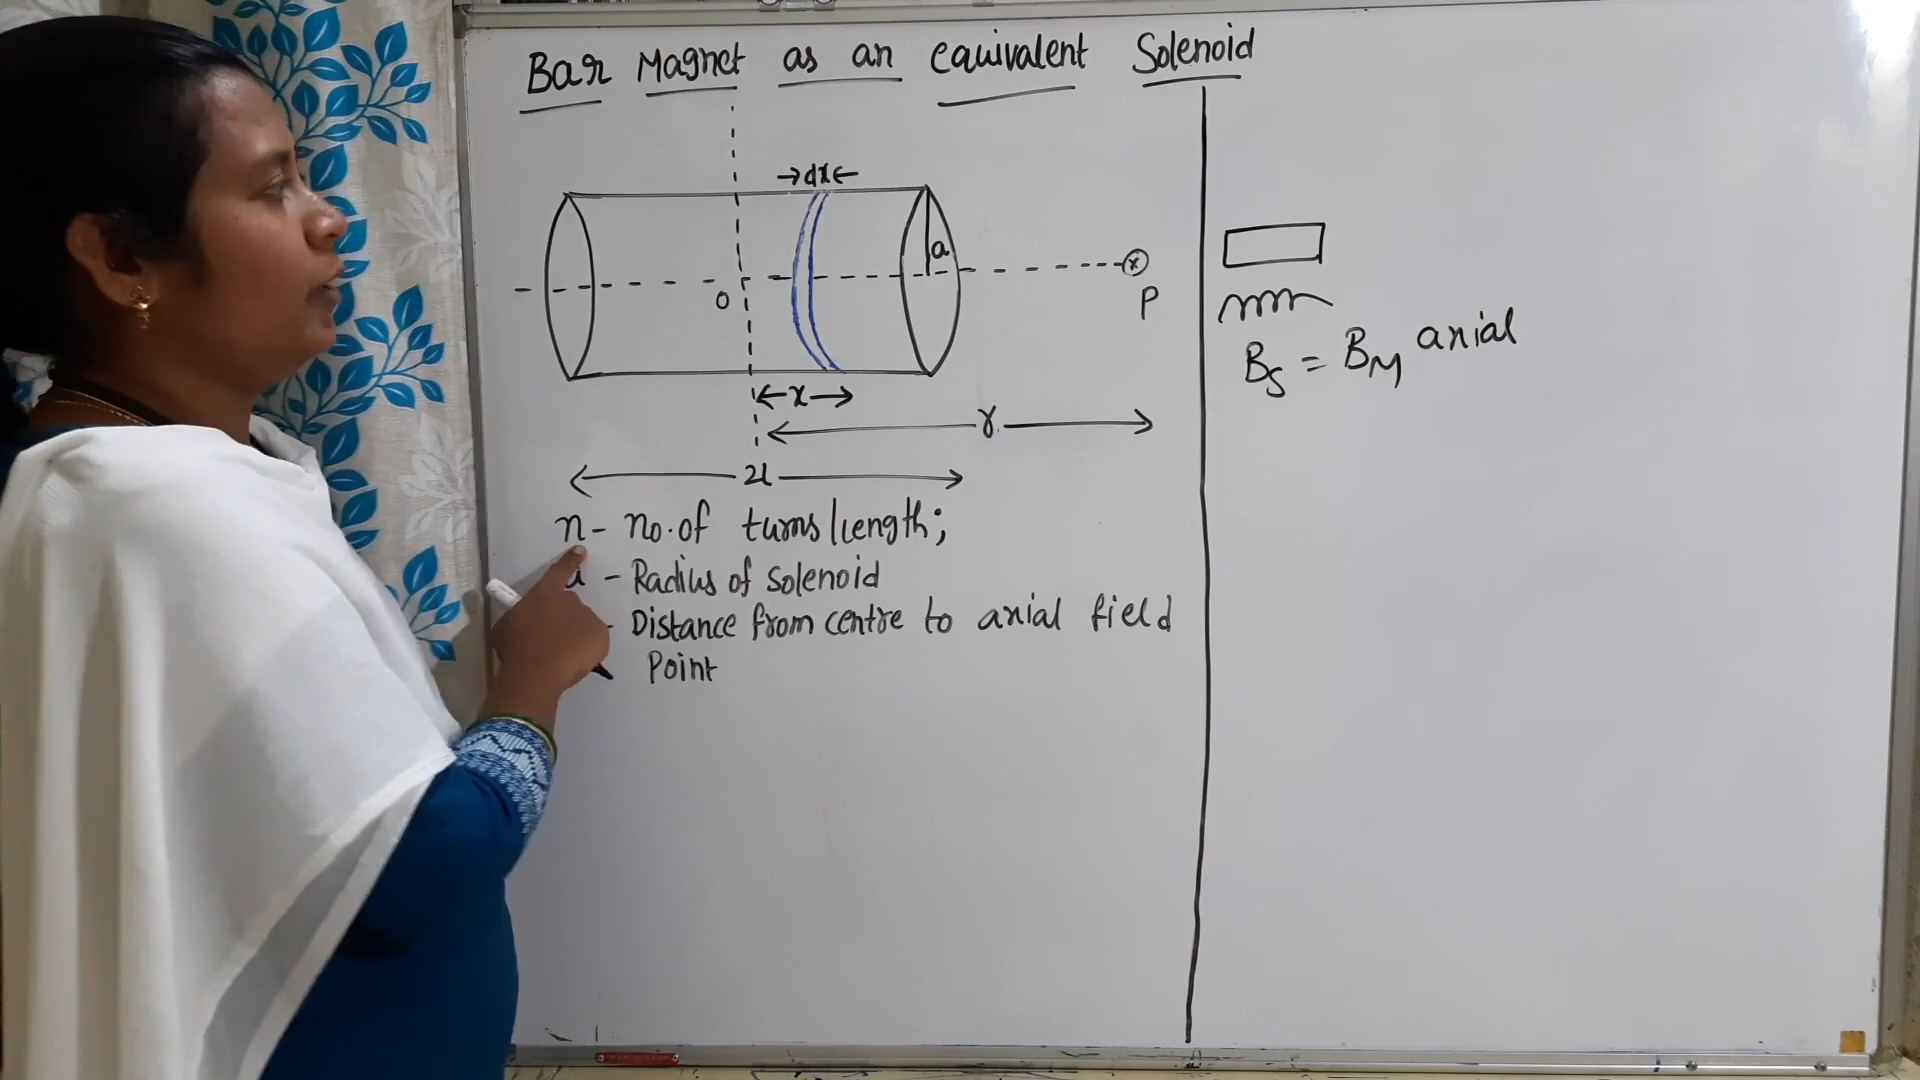 Bar Magnet as an equivalent Solenoid
→dx←
a
O
P
x
r
2l
n - no. of turns/length;
- Radius of solenoid
- Distance from centre to axial field
Point
B_S = B_M axial